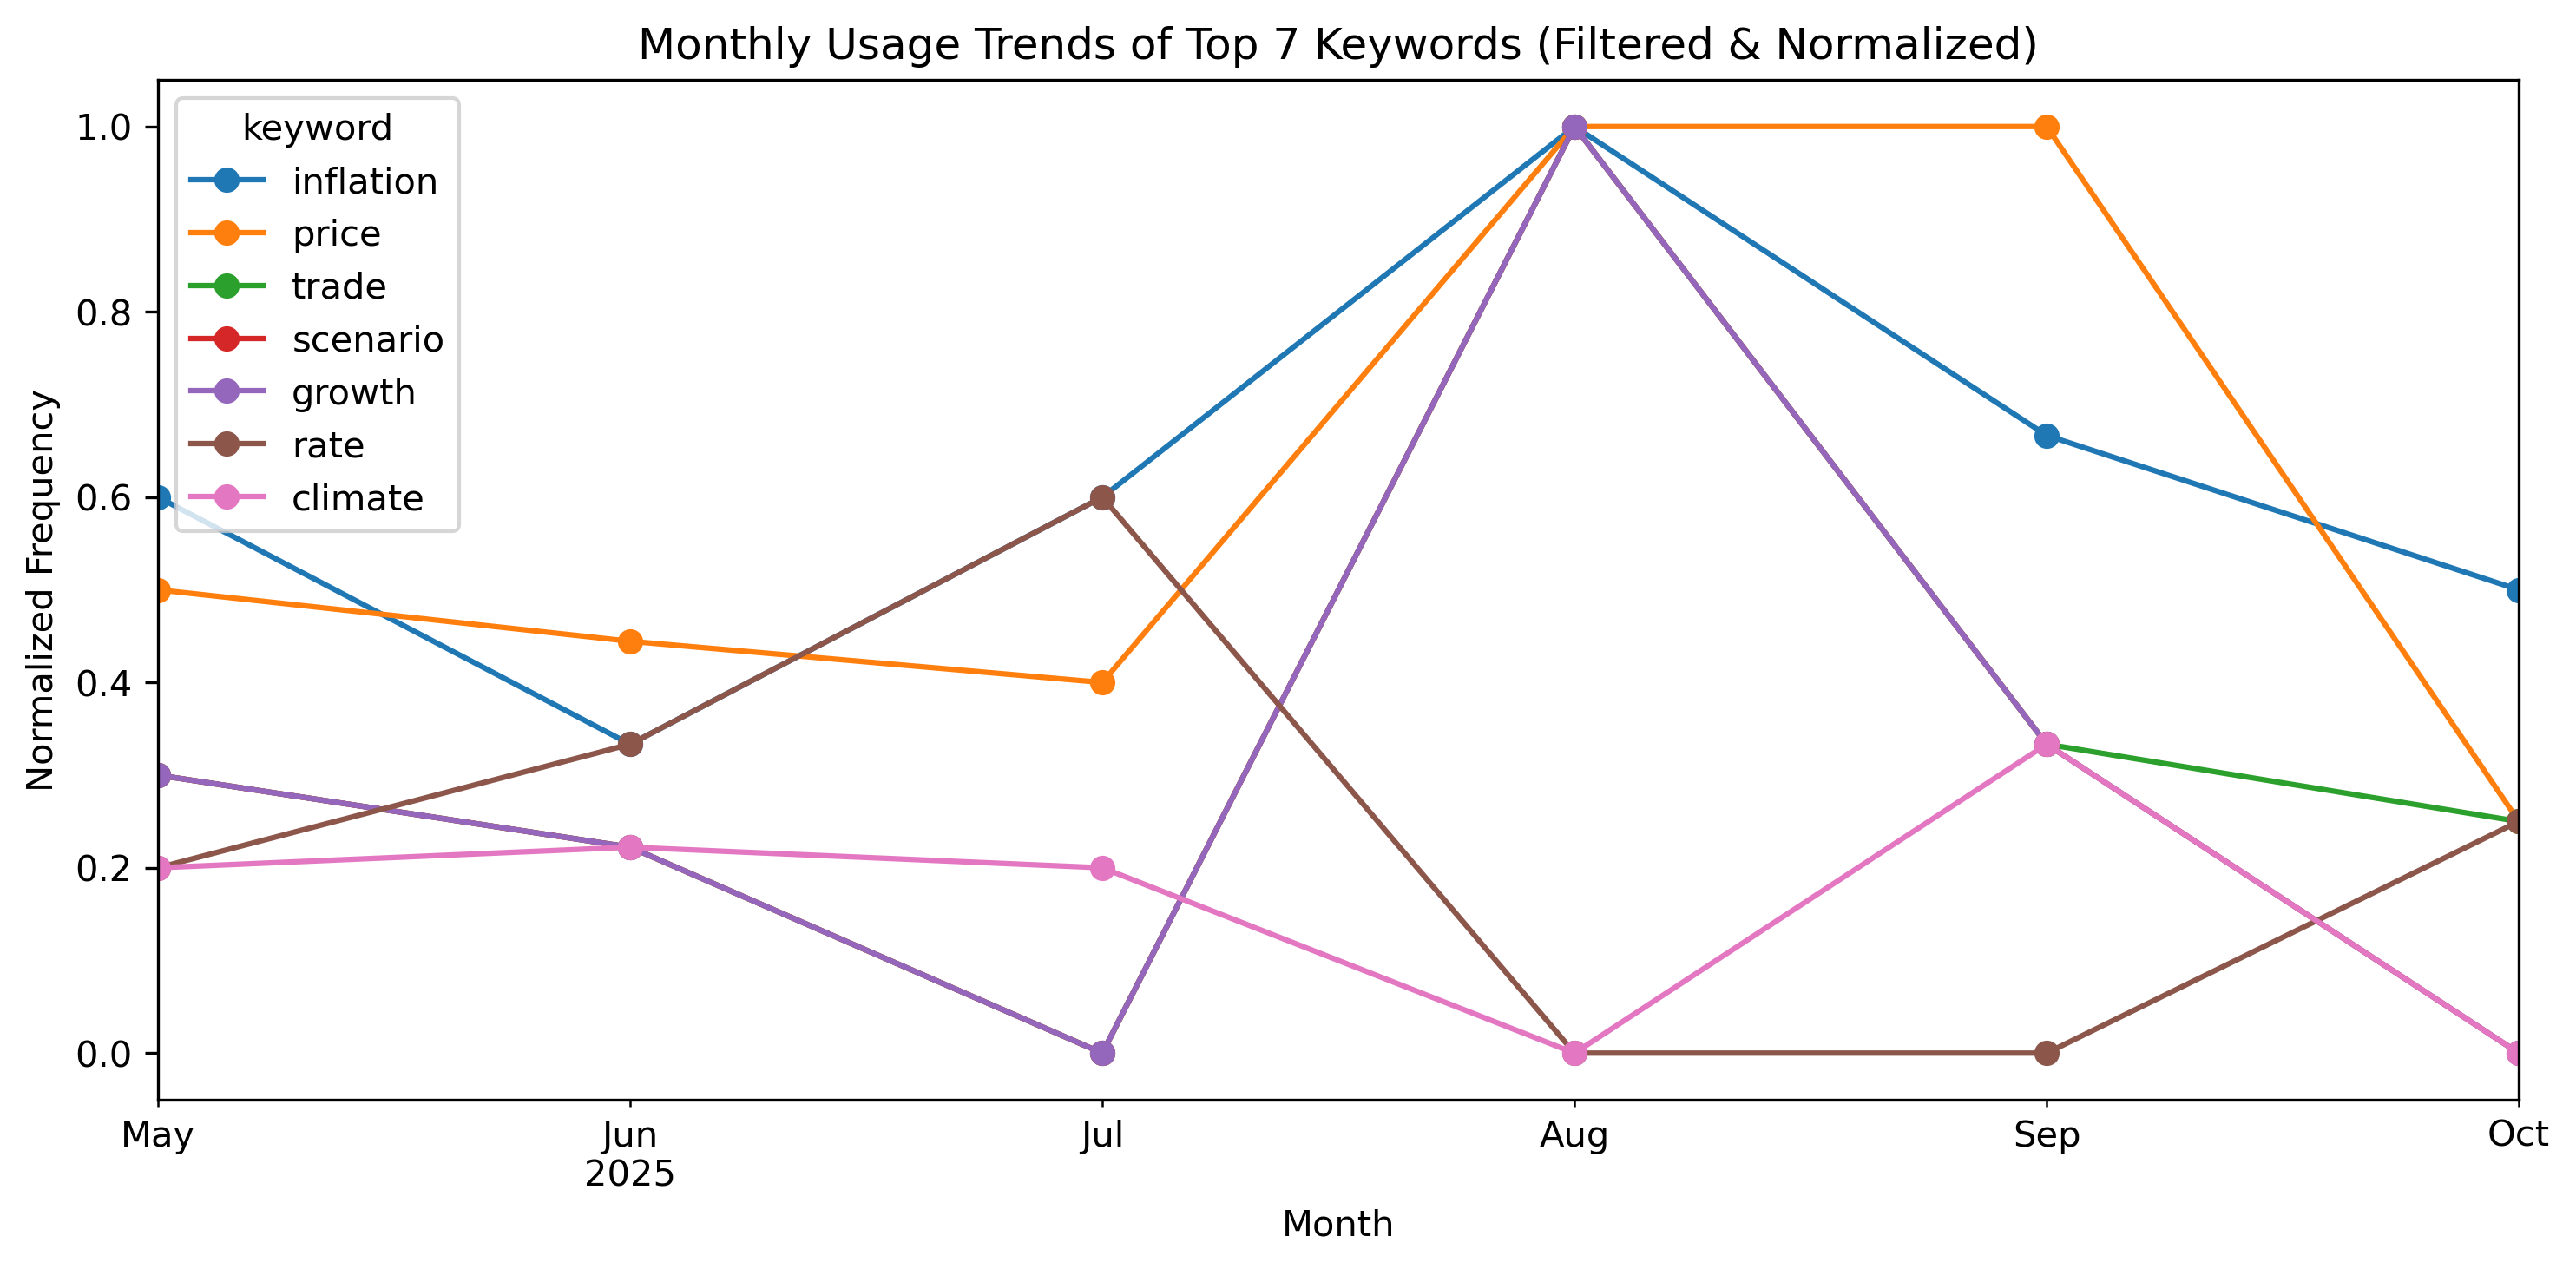 Monthly Usage Trends of Top 7 Keywords (Filtered & Normalized)
keyword
inflation
price
trade
scenario
growth
rate
climate
Normalized Frequency
1.0
0.8
0.6
0.4
0.2
0.0
May
Jun
2025
Jul
Aug
Sep
Oct
Month